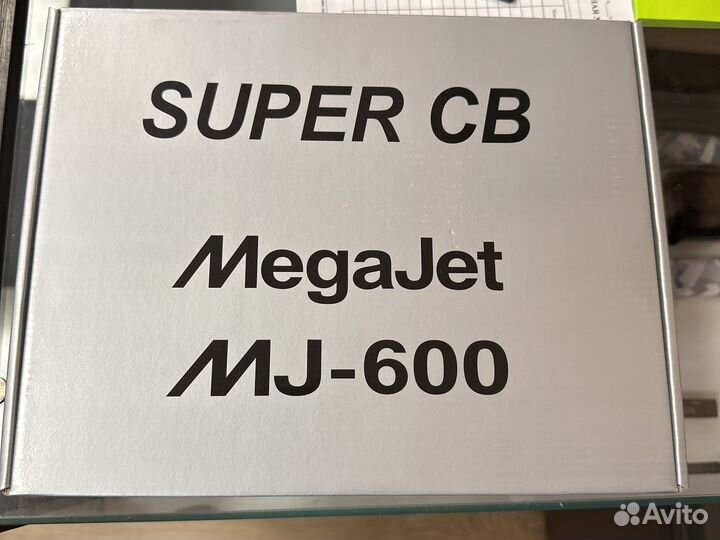 SUPER CB
MegaJet
MJ-600
Avito